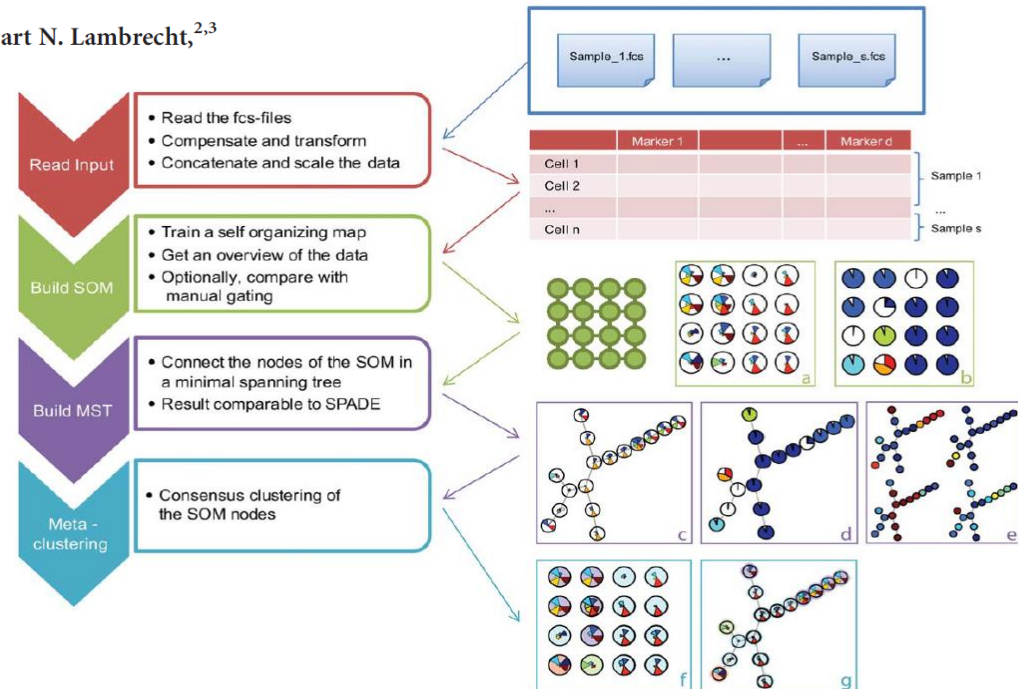 art N. Lambrecht,2,3
Sample_1.fcs
...
Sample_s.fcs
Read Input
• Read the fcs-files
• Compensate and transform
• Concatenate and scale the data
Marker 1
...
Marker d
Cell 1
Cell 2
...
Cell n
Sample 1
...
Sample s
Build SOM
• Train a self organizing map
• Get an overview of the data
• Optionally, compare with
manual gating
a
b
Build MST
• Connect the nodes of the SOM in
a minimal spanning tree
• Result comparable to SPADE
c
d
e
Meta -
clustering
• Consensus clustering of
the SOM nodes
f
g